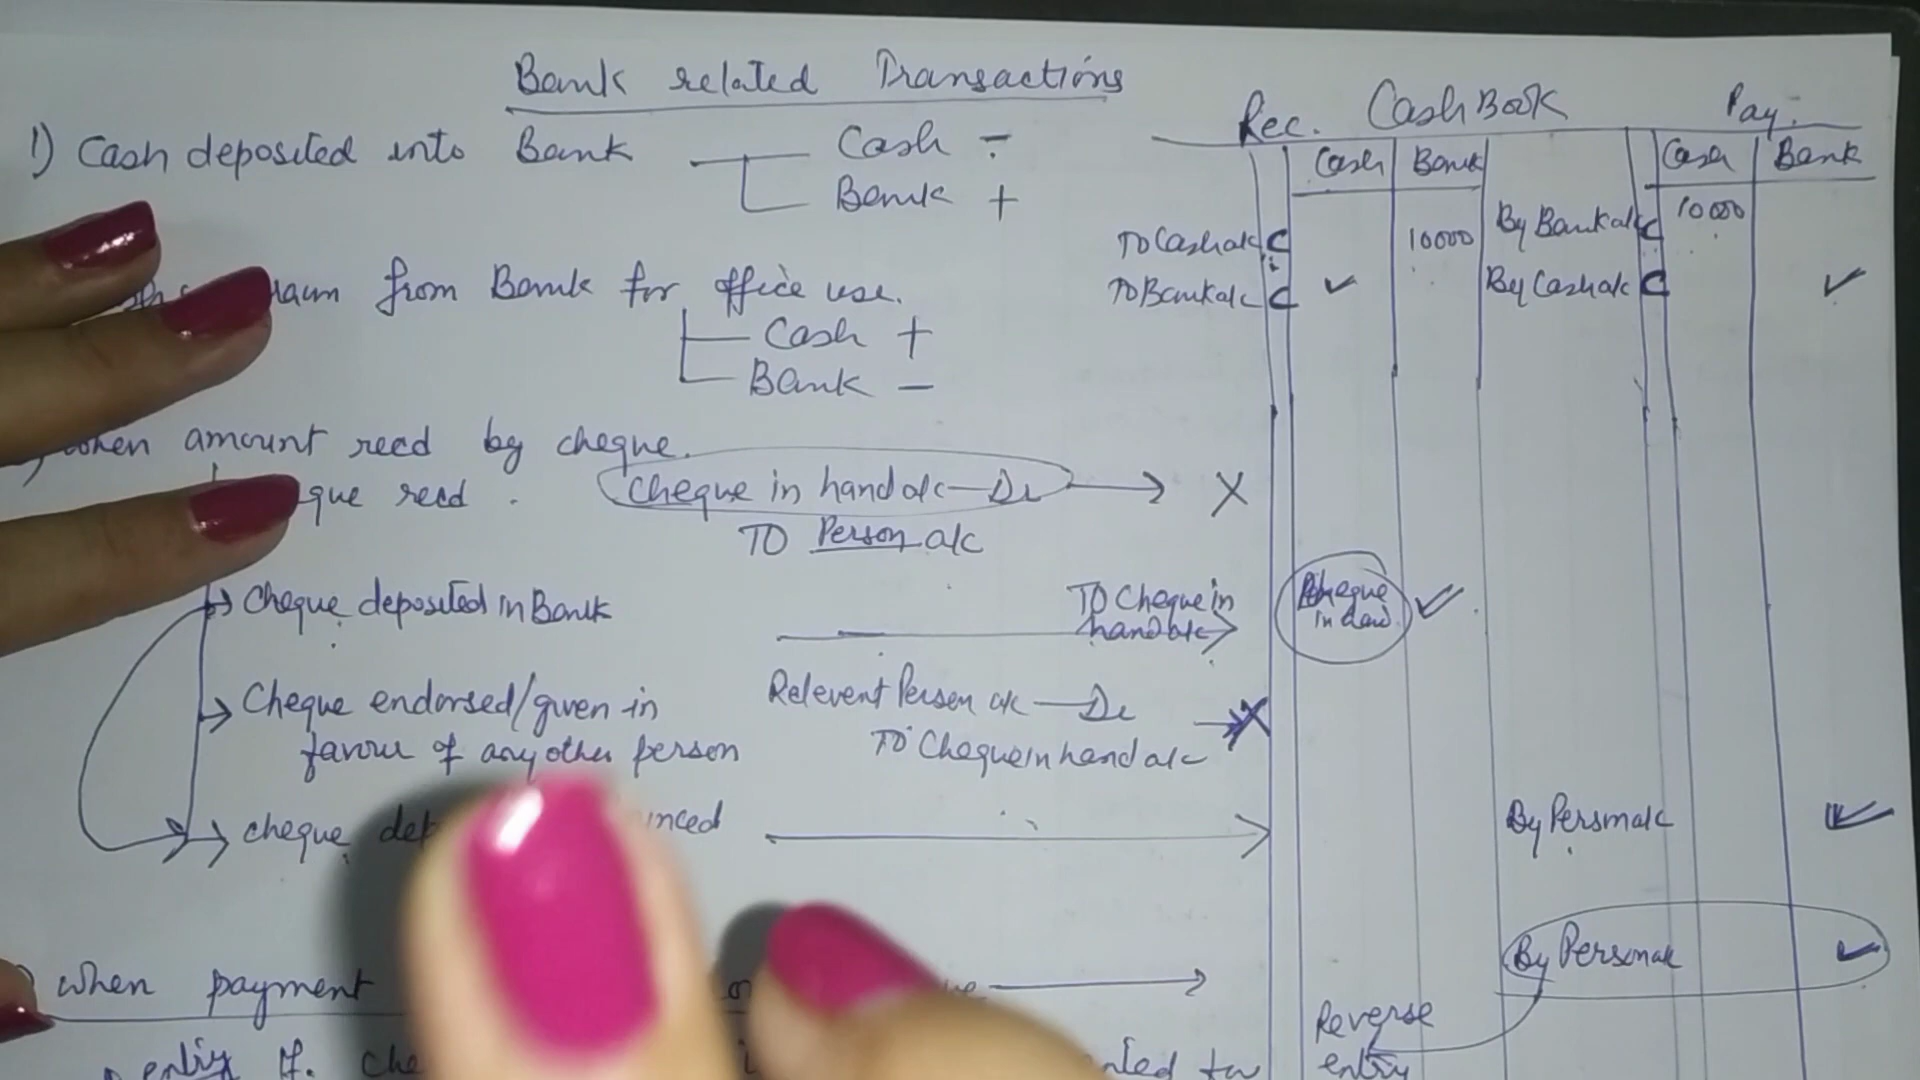 Bank related Transactions
1) Cash deposited into Bank
Cash -
Bank +
from Bank for office use.
Cash +
Bank -
when amount recd by cheque.
recd. Cheque in hand a/c - Dr
TO Person a/c
Cheque deposited in Bank
Cheque endorsed/given in
favour of any other person
Relevent Person a/c - Dr
TO Cheque in hand a/c
cheque
when payment
entry If.
Rec. Cash Book Pay.
Cash Bank Cash Bank
TO Cash a/c C 10000 By Bank a/c C 10000
TO Bank a/c C ✓ By Cash a/c C ✓
X
TO Cheque in
hand a/c
✓
X
By Person a/c ✓
By Person a/c ✓
Reverse
entry